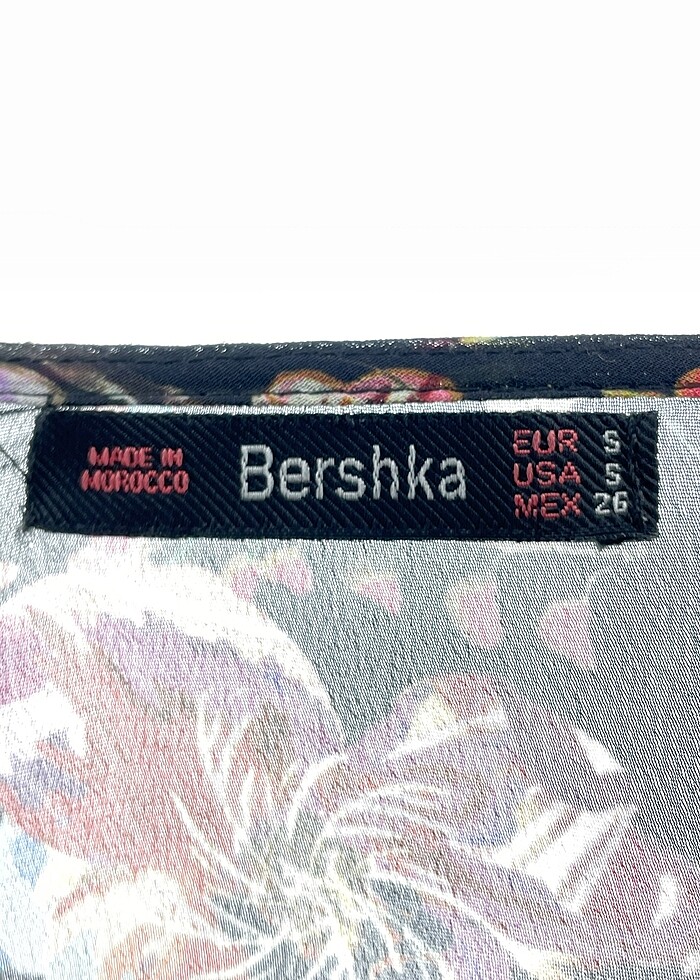 MADE IN
MOROCCO
Bershka
EUR S
USA S
MEX 26